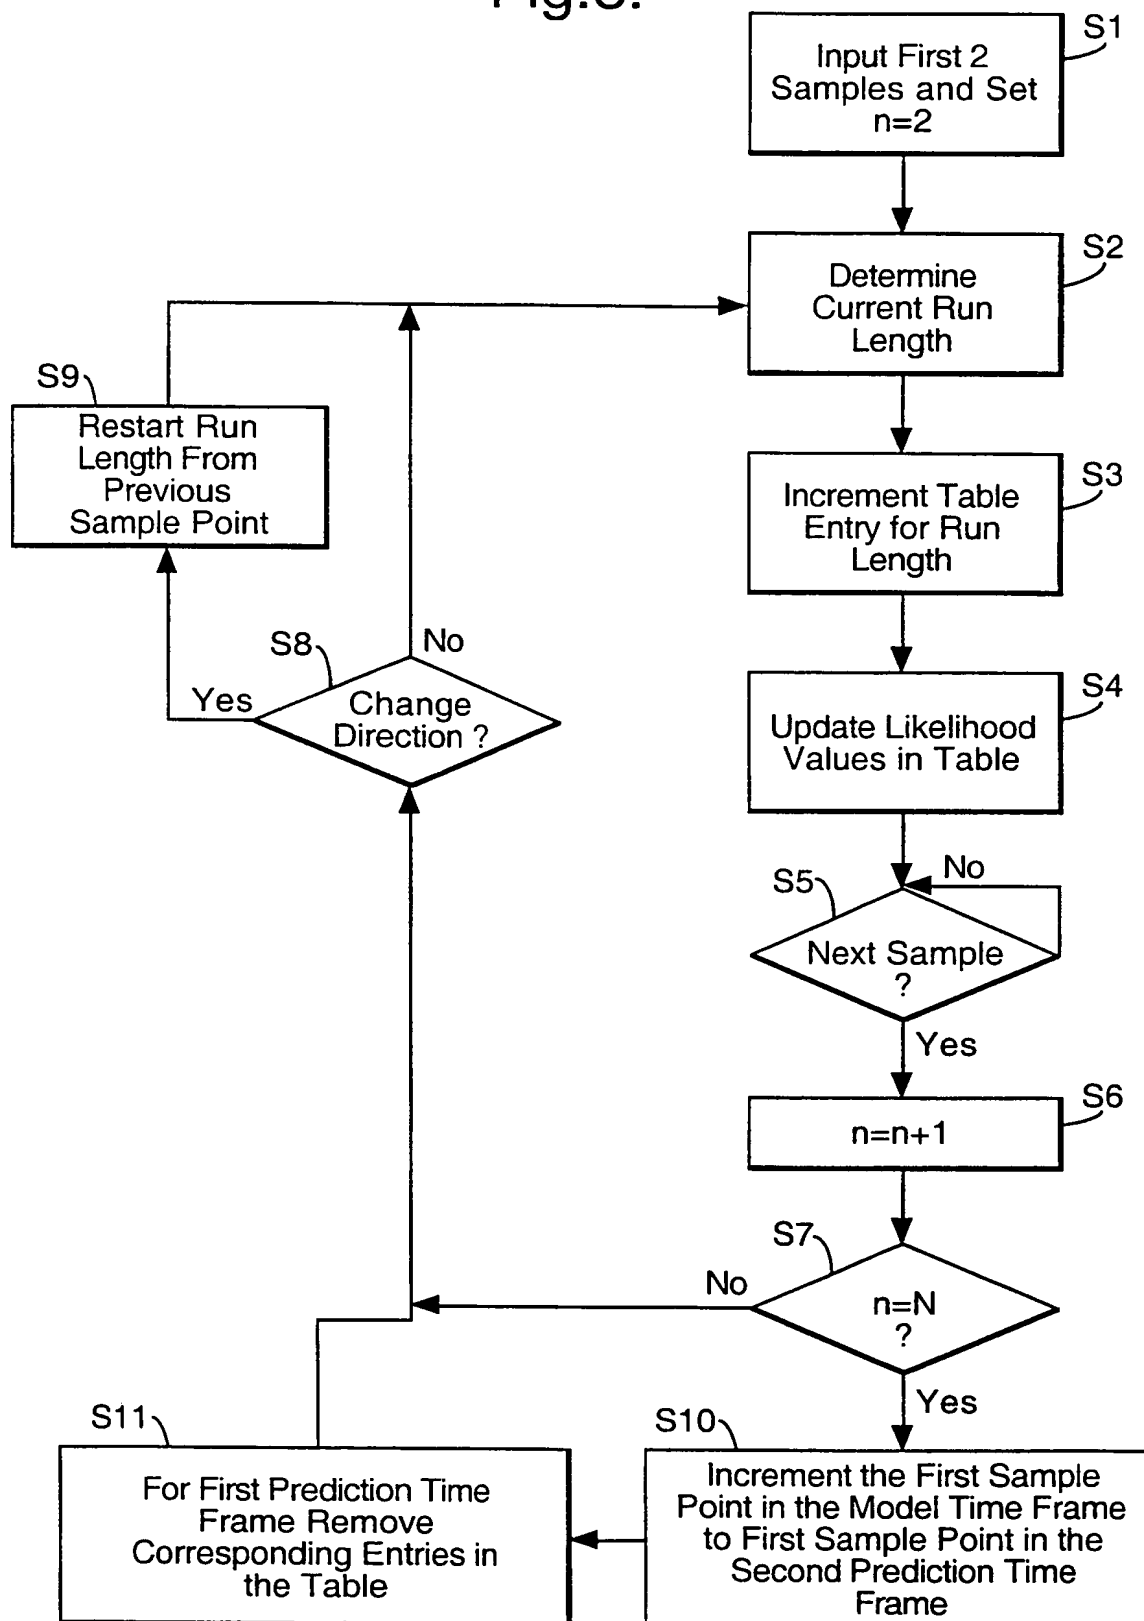 S1
Input First 2
Samples and Set
n=2
S2
Determine
Current Run
Length
S9
Restart Run
Length From
Previous
Sample Point
S3
Increment Table
Entry for Run
Length
S8
No
Yes
Change
Direction ?
S4
Update Likelihood
Values in Table
S5
No
Next Sample
?
Yes
S6
n=n+1
S7
No
n=N
?
Yes
S11
For First Prediction Time
Frame Remove
Corresponding Entries in
the Table
S10
Increment the First Sample
Point in the Model Time Frame
to First Sample Point in the
Second Prediction Time
Frame